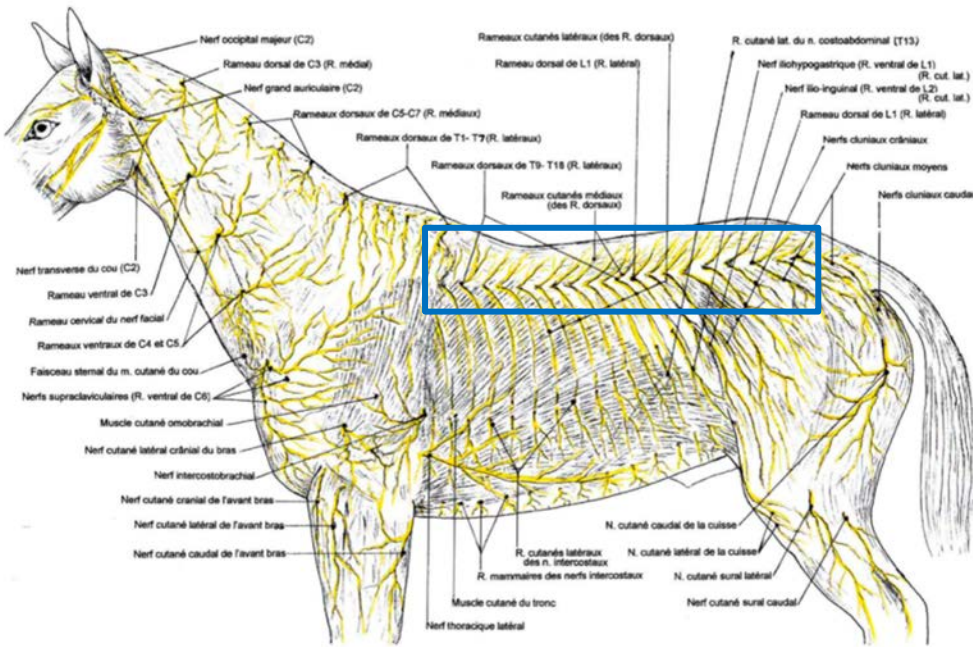 Nerf occipital majeur (C2)
Rameau dorsal de C3 (R. médial)
Nerf grand auriculaire (C2)
Rameaux dorsaux de C5-C7 (R. médiaux)
Rameaux dorsaux de T1- T7 (R. latéraux)
Rameaux dorsaux de T9- T18 (R. latéraux)
Rameaux cutanés médiaux
(des R. dorsaux)
Rameaux cutanés latéraux (des R. dorsaux)
Rameau dorsal de L1 (R. latéral)
R. cutané lat. du n. costoabdominal (T13)
Nerf iliohypogastrique (R. ventral de L1)
(R. cut. lat.)
Nerf ilio-inguinal (R. ventral de L2)
(R. cut. lat.)
Rameau dorsal de L1 (R. latéral)
Nerfs cluniaux crâniaux
Nerfs cluniaux moyens
Nerfs cluniaux caudau
Nerf transverse du cou (C2)
Rameau ventral de C3
Rameau cervical du nerf facial
Rameaux ventraux de C4 et C5
Faisceau sternal du m. cutané du cou
Nerfs supraclaviculaires (R. ventral de C6)
Muscle cutané omobrachial
Nerf cutané latéral crânial du bras
Nerf intercostobrachial
Nerf cutané cranial de l'avant bras
Nerf cutané latéral de l'avant bras
Nerf cutané caudal de l'avant bras
R. cutanés latéraux
des n. intercostaux
R. mammaires des nerfs intercostaux
Muscle cutané du tronc
Nerf thoracique latéral
N. cutané caudal de la cuisse
N. cutané latéral de la cuisse
N. cutané sural latéral
Nerf cutané sural caudal